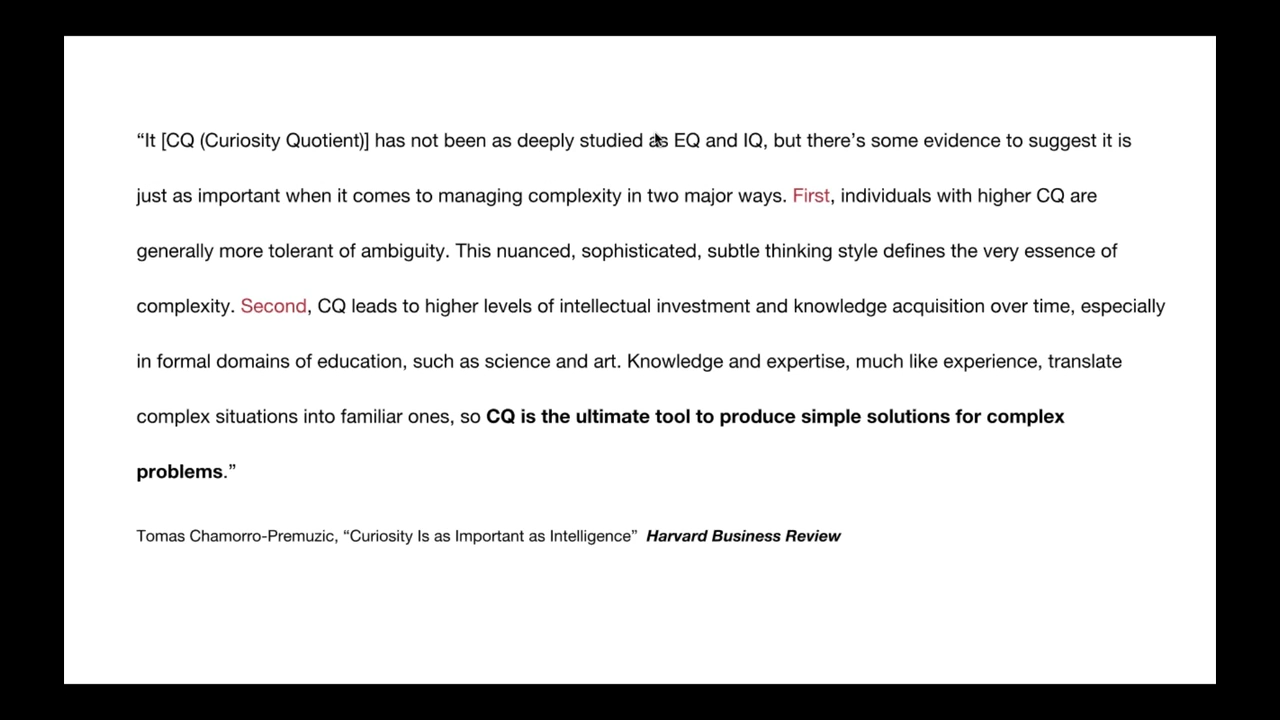 “It [CQ (Curiosity Quotient)] has not been as deeply studied as EQ and IQ, but there’s some evidence to suggest it is
just as important when it comes to managing complexity in two major ways. First, individuals with higher CQ are
generally more tolerant of ambiguity. This nuanced, sophisticated, subtle thinking style defines the very essence of
complexity. Second, CQ leads to higher levels of intellectual investment and knowledge acquisition over time, especially
in formal domains of education, such as science and art. Knowledge and expertise, much like experience, translate
complex situations into familiar ones, so CQ is the ultimate tool to produce simple solutions for complex
problems.”
Tomas Chamorro-Premuzic, “Curiosity Is as Important as Intelligence” Harvard Business Review